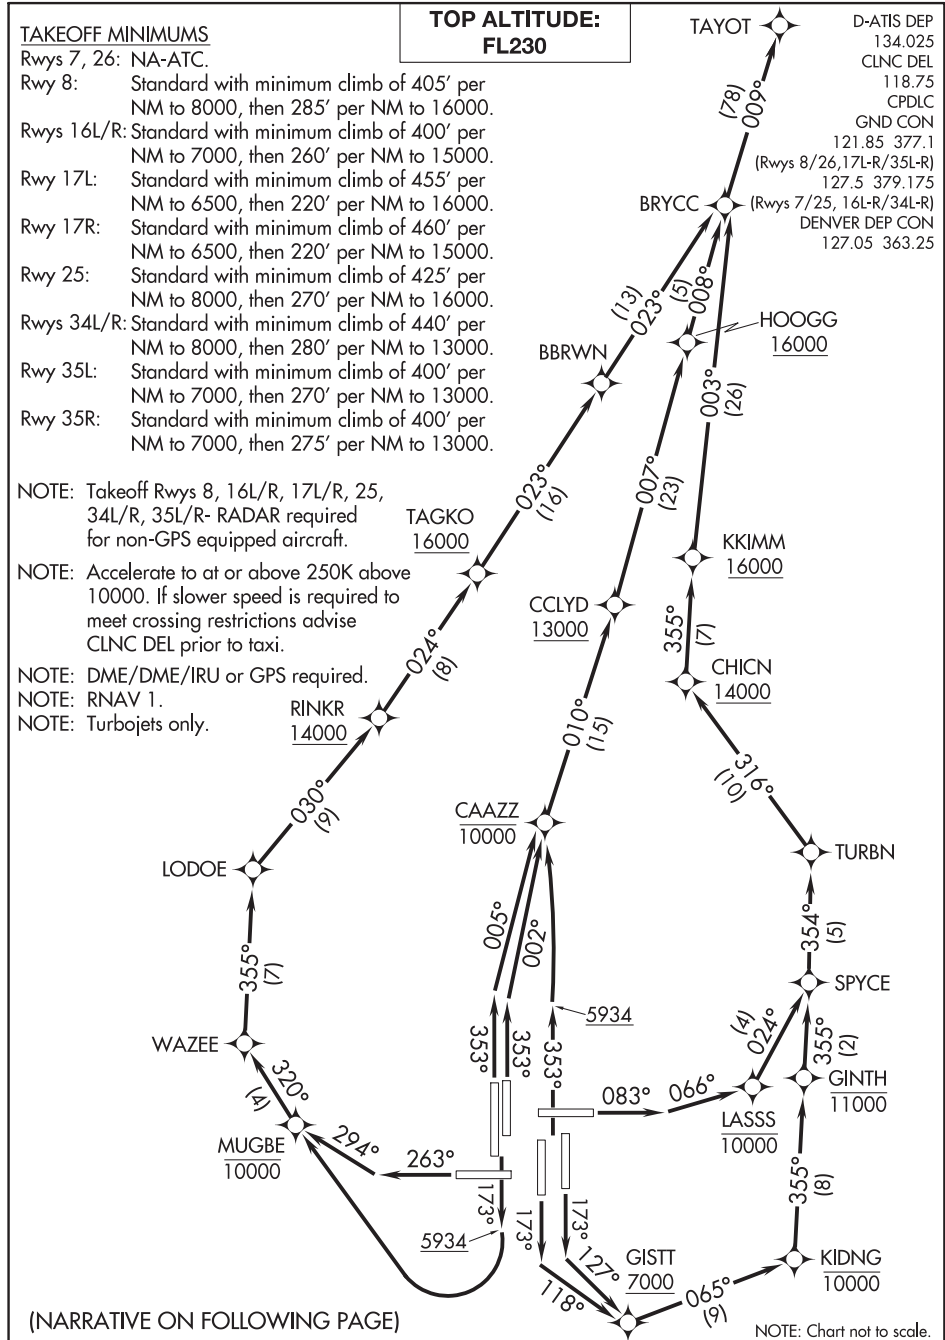 TOP ALTITUDE:
FL230
TAKEOFF MINIMUMS
Rwys 7, 26: NA-ATC.
Rwy 8: Standard with minimum climb of 405' per
NM to 8000, then 285' per NM to 16000.
Rwys 16L/R: Standard with minimum climb of 400' per
NM to 7000, then 260' per NM to 15000.
Rwy 17L: Standard with minimum climb of 455' per
NM to 6500, then 220' per NM to 16000.
Rwy 17R: Standard with minimum climb of 460' per
NM to 6500, then 220' per NM to 15000.
Rwy 25: Standard with minimum climb of 425' per
NM to 8000, then 270' per NM to 16000.
Rwys 34L/R: Standard with minimum climb of 440' per
NM to 8000, then 280' per NM to 13000.
Rwy 35L: Standard with minimum climb of 400' per
NM to 7000, then 270' per NM to 13000.
Rwy 35R: Standard with minimum climb of 400' per
NM to 7000, then 275' per NM to 13000.
NOTE: Takeoff Rwys 8, 16L/R, 17L/R, 25,
34L/R, 35L/R- RADAR required
for non-GPS equipped aircraft.
NOTE: Accelerate to at or above 250K above
10000. If slower speed is required to
meet crossing restrictions advise
CLNC DEL prior to taxi.
NOTE: DME/DME/IRU or GPS required.
NOTE: RNAV 1.
NOTE: Turbojets only.
D-ATIS DEP
134.025
CLNC DEL
118.75
CPDLC
GND CON
121.85 377.1
(Rwys 8/26,17L-R/35L-R)
127.5 379.175
(Rwys 7/25, 16L-R/34L-R)
DENVER DEP CON
127.05 363.25
TAYOT
(78)
009°
BRYCC
(13)
023°
(5)
008°
HOOGG
16000
003°
(26)
BBRWN
023°
(16)
007°
(23)
TAGKO
16000
KKIMM
16000
CCLYD
13000
024°
(8)
355°
(7)
CHICN
14000
RINKR
14000
010°
(15)
316°
(10)
030°
(9)
CAAZZ
10000
TURBN
LODOE
005°
002°
354°
(5)
355°
(7)
SPYCE
5934
WAZEE
353°
353°
353°
(4)
024°
355°
(2)
320°
(4)
083°
066°
GINTH
11000
LASSS
10000
MUGBE
10000
294°
263°
355°
(8)
173°
173°
173°
5934
127°
118°
GISTT
7000
065°
(9)
KIDNG
10000
(NARRATIVE ON FOLLOWING PAGE)
NOTE: Chart not to scale.